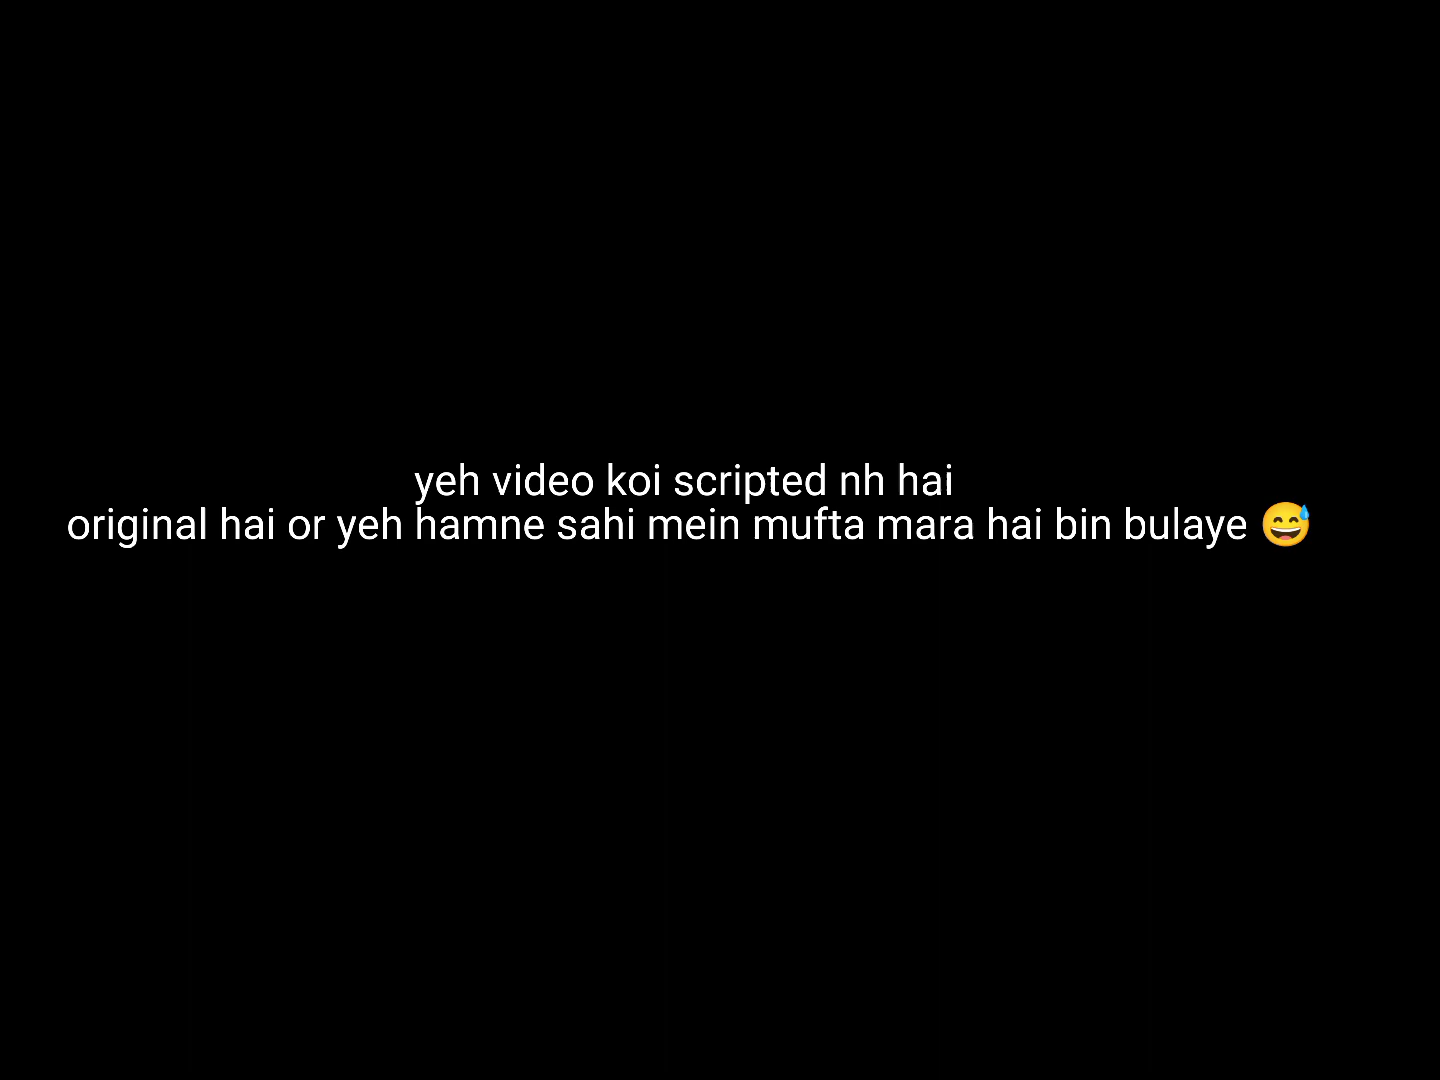 yeh video koi scripted nh hai
original hai or yeh hamne sahi mein mufta mara hai bin bulaye 😅